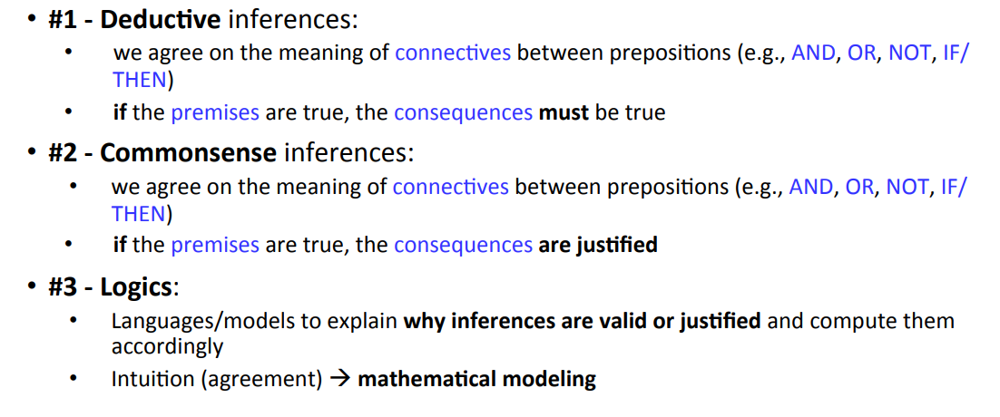 • #1 - Deductive inferences:
• we agree on the meaning of connectives between prepositions (e.g., AND, OR, NOT, IF/
THEN)
• if the premises are true, the consequences must be true
• #2 - Commonsense inferences:
• we agree on the meaning of connectives between prepositions (e.g., AND, OR, NOT, IF/
THEN)
• if the premises are true, the consequences are justified
• #3 - Logics:
• Languages/models to explain why inferences are valid or justified and compute them
accordingly
• Intuition (agreement) → mathematical modeling